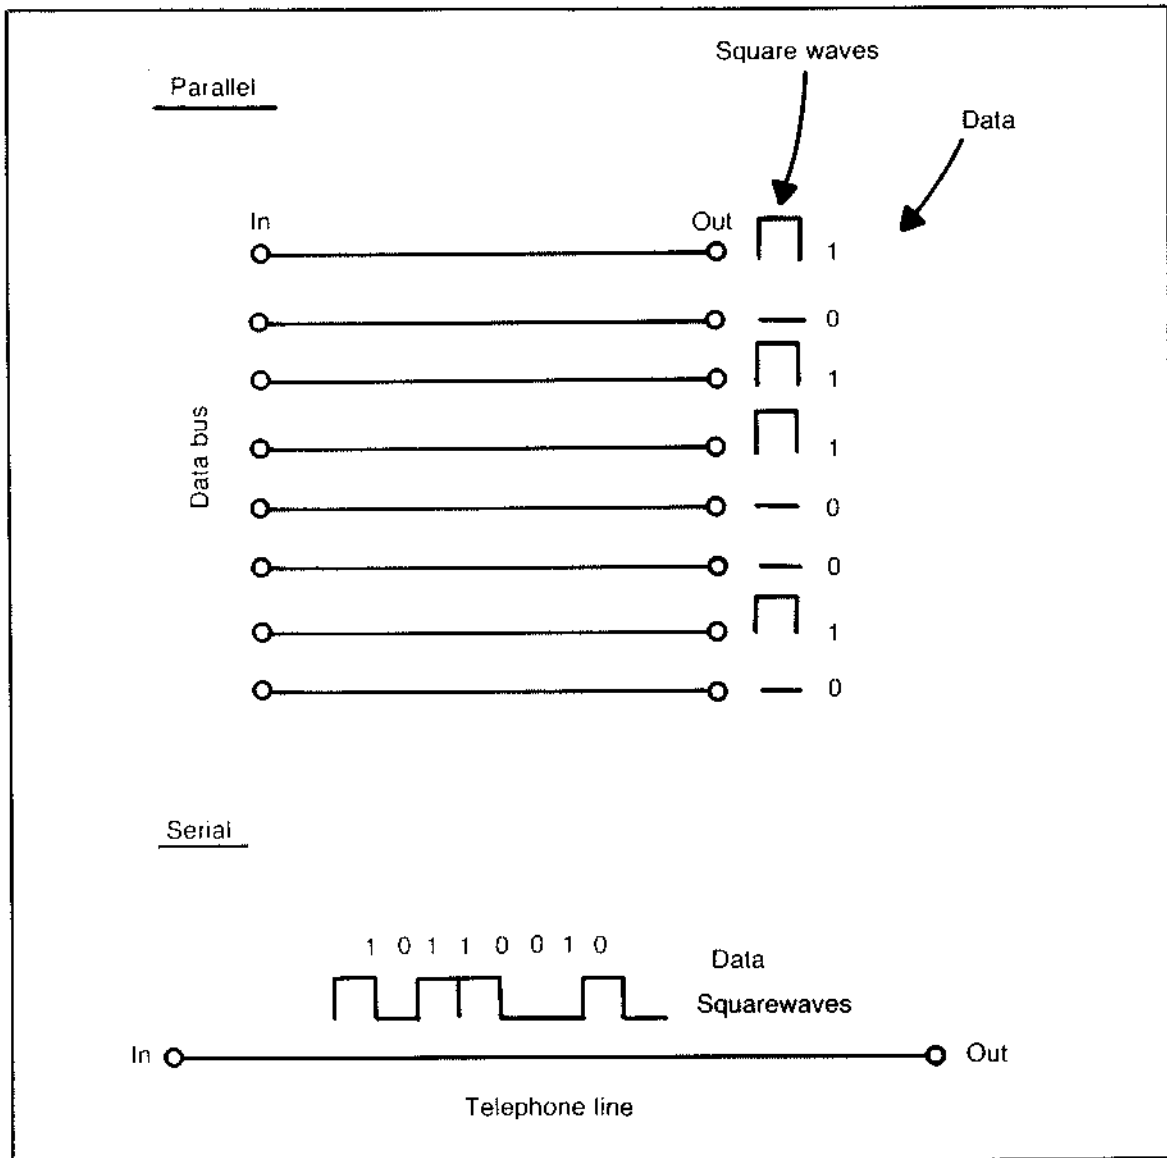 Square waves
Parallel
Data
In
Out
1
0
1
1
0
0
1
0
Data bus
Serial
1 0 1 1 0 0 1 0
Data
Squarewaves
In
Out
Telephone line